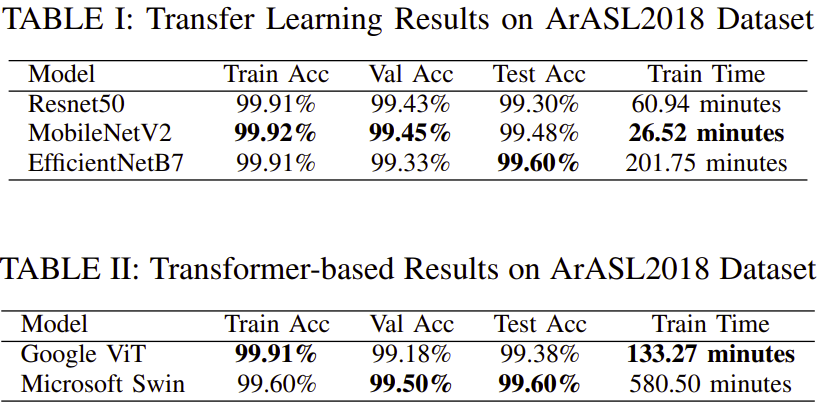 TABLE I: Transfer Learning Results on ArASL2018 Dataset
Model Train Acc Val Acc Test Acc Train Time
Resnet50 99.91% 99.43% 99.30% 60.94 minutes
MobileNetV2 99.92% 99.45% 99.48% 26.52 minutes
EfficientNetB7 99.91% 99.33% 99.60% 201.75 minutes
TABLE II: Transformer-based Results on ArASL2018 Dataset
Model Train Acc Val Acc Test Acc Train Time
Google ViT 99.91% 99.18% 99.38% 133.27 minutes
Microsoft Swin 99.60% 99.50% 99.60% 580.50 minutes